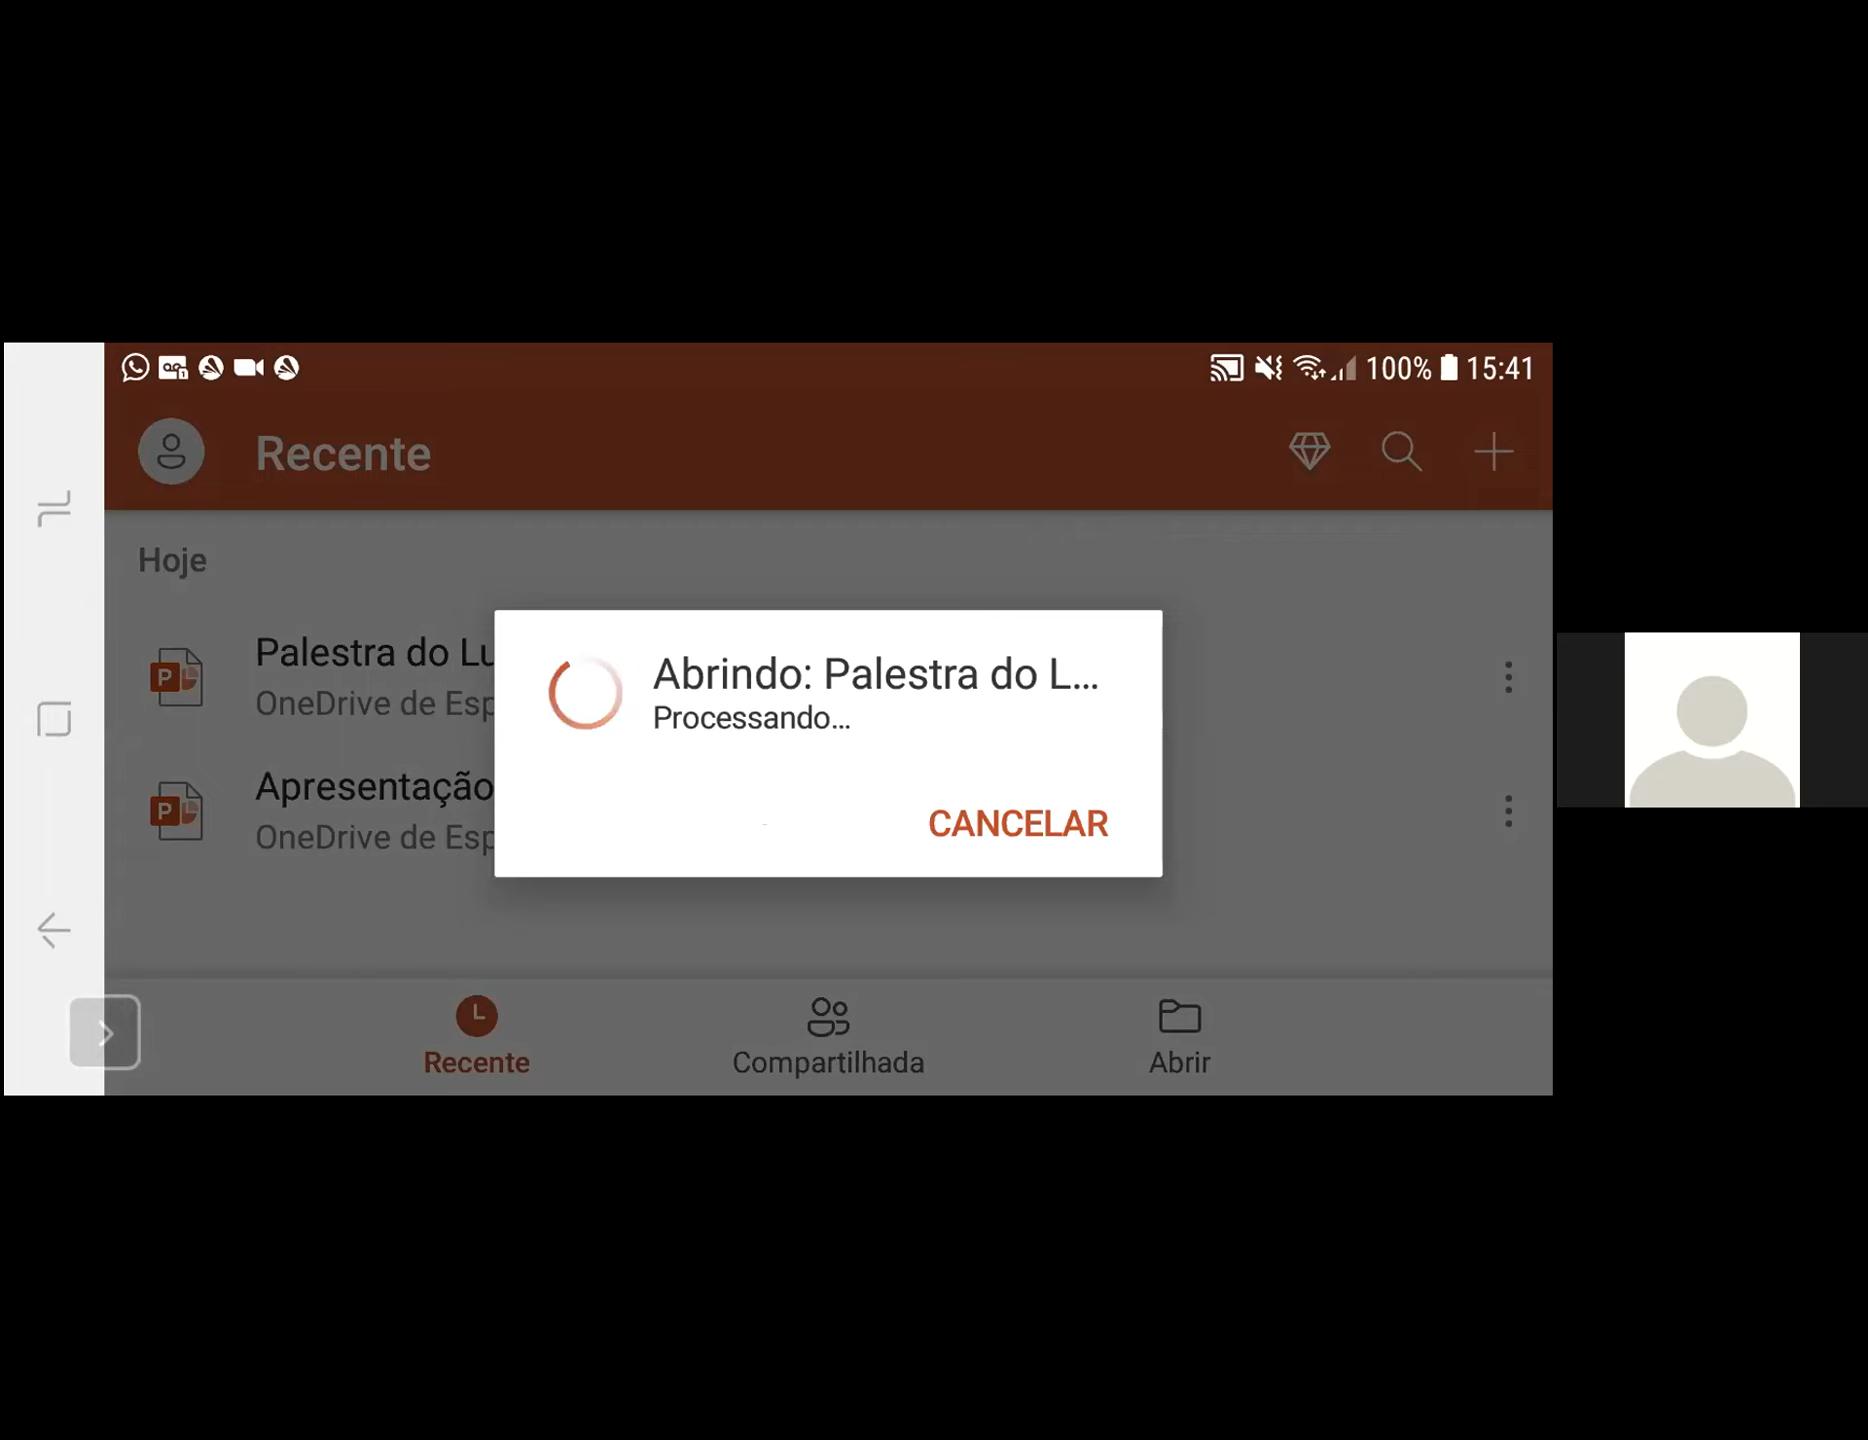 100% 15:41
Recente
Hoje
Palestra do Lu
OneDrive de Esp
Apresentação
OneDrive de Esp
Abrindo: Palestra do L...
Processando...
CANCELAR
Recente
Compartilhada
Abrir